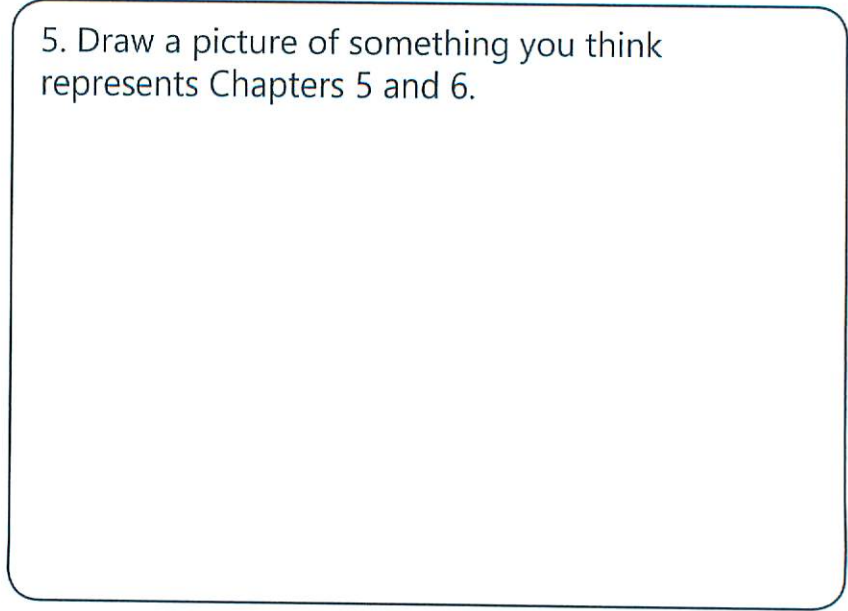 5. Draw a picture of something you think
represents Chapters 5 and 6.